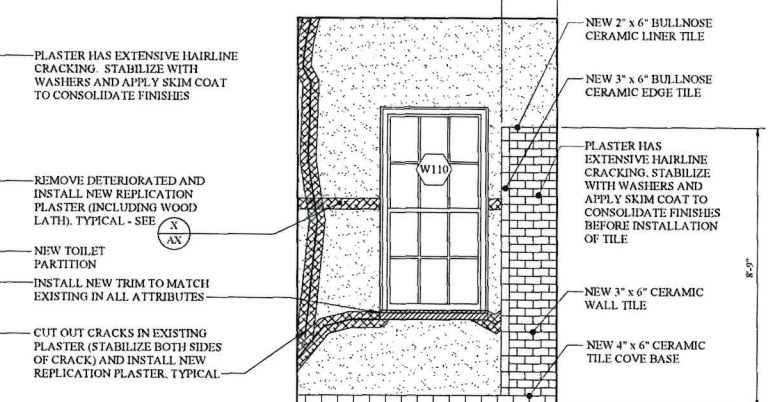 PLASTER HAS EXTENSIVE HAIRLINE
CRACKING. STABILIZE WITH
WASHERS AND APPLY SKIM COAT
TO CONSOLIDATE FINISHES
REMOVE DETERIORATED AND
INSTALL NEW REPLICATION
PLASTER (INCLUDING WOOD
LATH). TYPICAL - SEE
X
AX
NEW TOILET
PARTITION
INSTALL NEW TRIM TO MATCH
EXISTING IN ALL ATTRIBUTES
CUT OUT CRACKS IN EXISTING
PLASTER (STABILIZE BOTH SIDES
OF CRACK) AND INSTALL NEW
REPLICATION PLASTER. TYPICAL
W110
NEW 2" x 6" BULLNOSE
CERAMIC LINER TILE
NEW 3" x 6" BULLNOSE
CERAMIC EDGE TILE
PLASTER HAS
EXTENSIVE HAIRLINE
CRACKING. STABILIZE
WITH WASHERS AND
APPLY SKIM COAT TO
CONSOLIDATE FINISHES
BEFORE INSTALLATION
OF TILE
8'-9"
NEW 3" x 6" CERAMIC
WALL TILE
NEW 4" x 6" CERAMIC
TILE COVE BASE